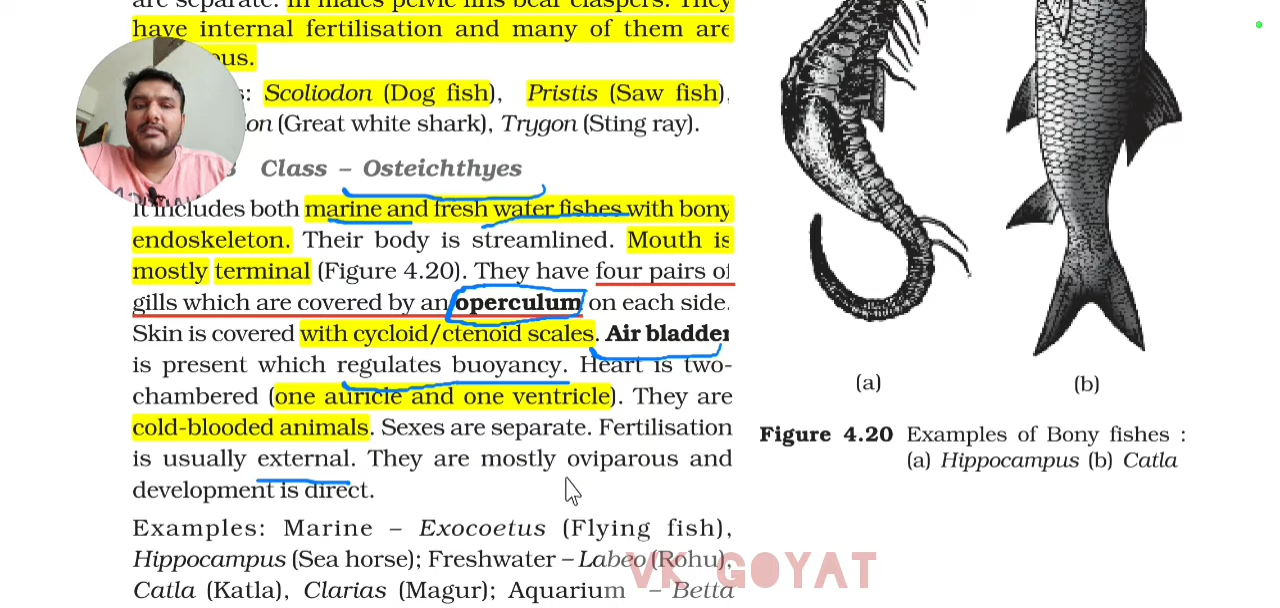 are separate. In males pelvic fins bear claspers. They
have internal fertilisation and many of them are
ous.
s: Scoliodon (Dog fish), Pristis (Saw fish),
on (Great white shark), Trygon (Sting ray).
Class – Osteichthyes
It includes both marine and fresh water fishes with bony
endoskeleton. Their body is streamlined. Mouth is
mostly terminal (Figure 4.20). They have four pairs of
gills which are covered by an operculum on each side.
Skin is covered with cycloid/ctenoid scales. Air bladder
is present which regulates buoyancy. Heart is two-
chambered (one auricle and one ventricle). They are
cold-blooded animals. Sexes are separate. Fertilisation
is usually external. They are mostly oviparous and
development is direct.
Examples: Marine – Exocoetus (Flying fish),
Hippocampus (Sea horse); Freshwater – Labeo (Rohu),
Catla (Katla), Clarias (Magur); Aquarium – Betta
(a)
(b)
Figure 4.20 Examples of Bony fishes :
(a) Hippocampus (b) Catla
VK GOYAT